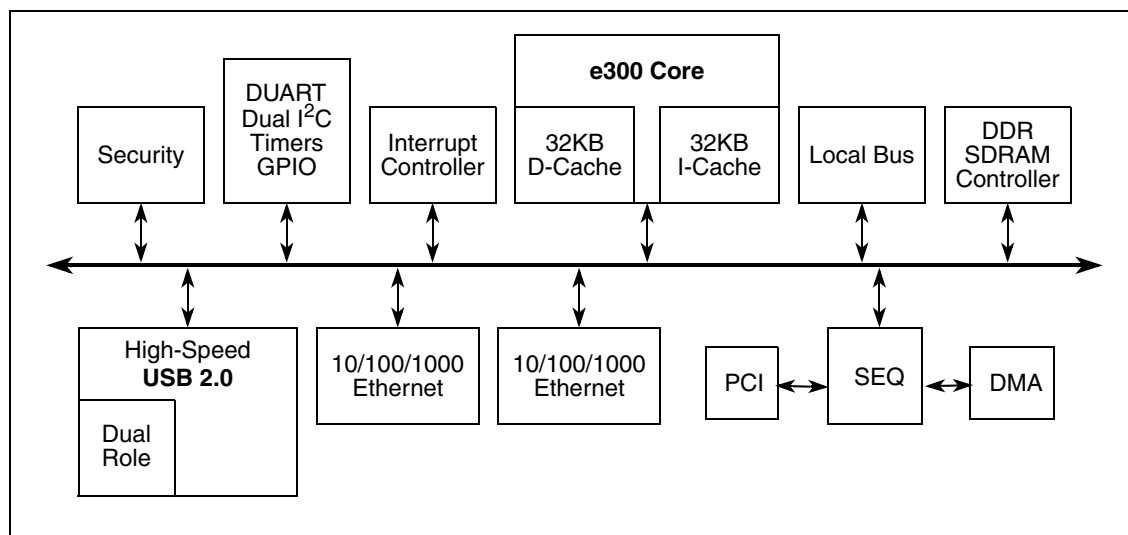 e300 Core
Security
DUART
Dual I²C
Timers
GPIO
Interrupt
Controller
32KB
D-Cache
32KB
I-Cache
Local Bus
DDR
SDRAM
Controller
High-Speed
USB 2.0
Dual
Role
10/100/1000
Ethernet
10/100/1000
Ethernet
PCI
SEQ
DMA